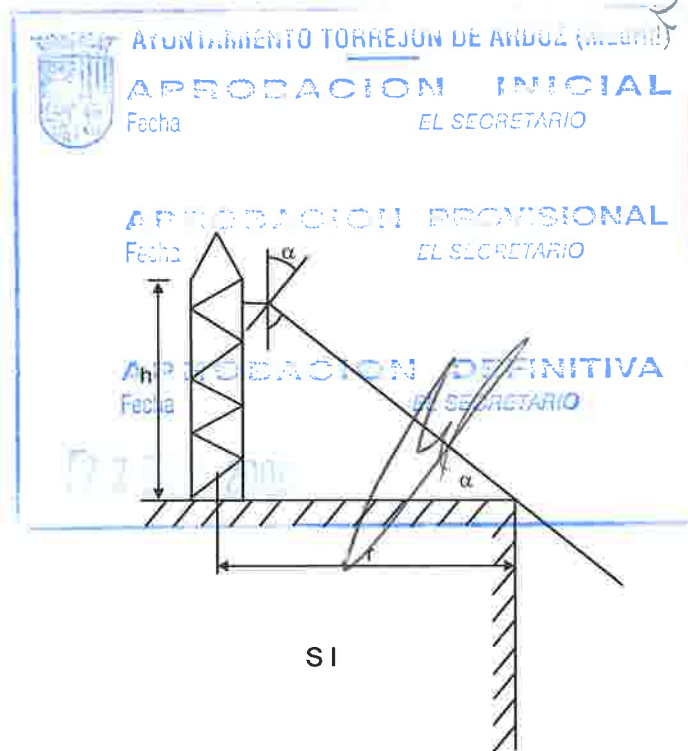 AYUNTAMIENTO TORREJON DE ARDOZ
APROBACION INICIAL
Fecha EL SECRETARIO
APROBACION PROVISIONAL
Fecha EL SECRETARIO
α
h
APROBACION DEFINITIVA
Fecha EL SECRETARIO
α
r
S I